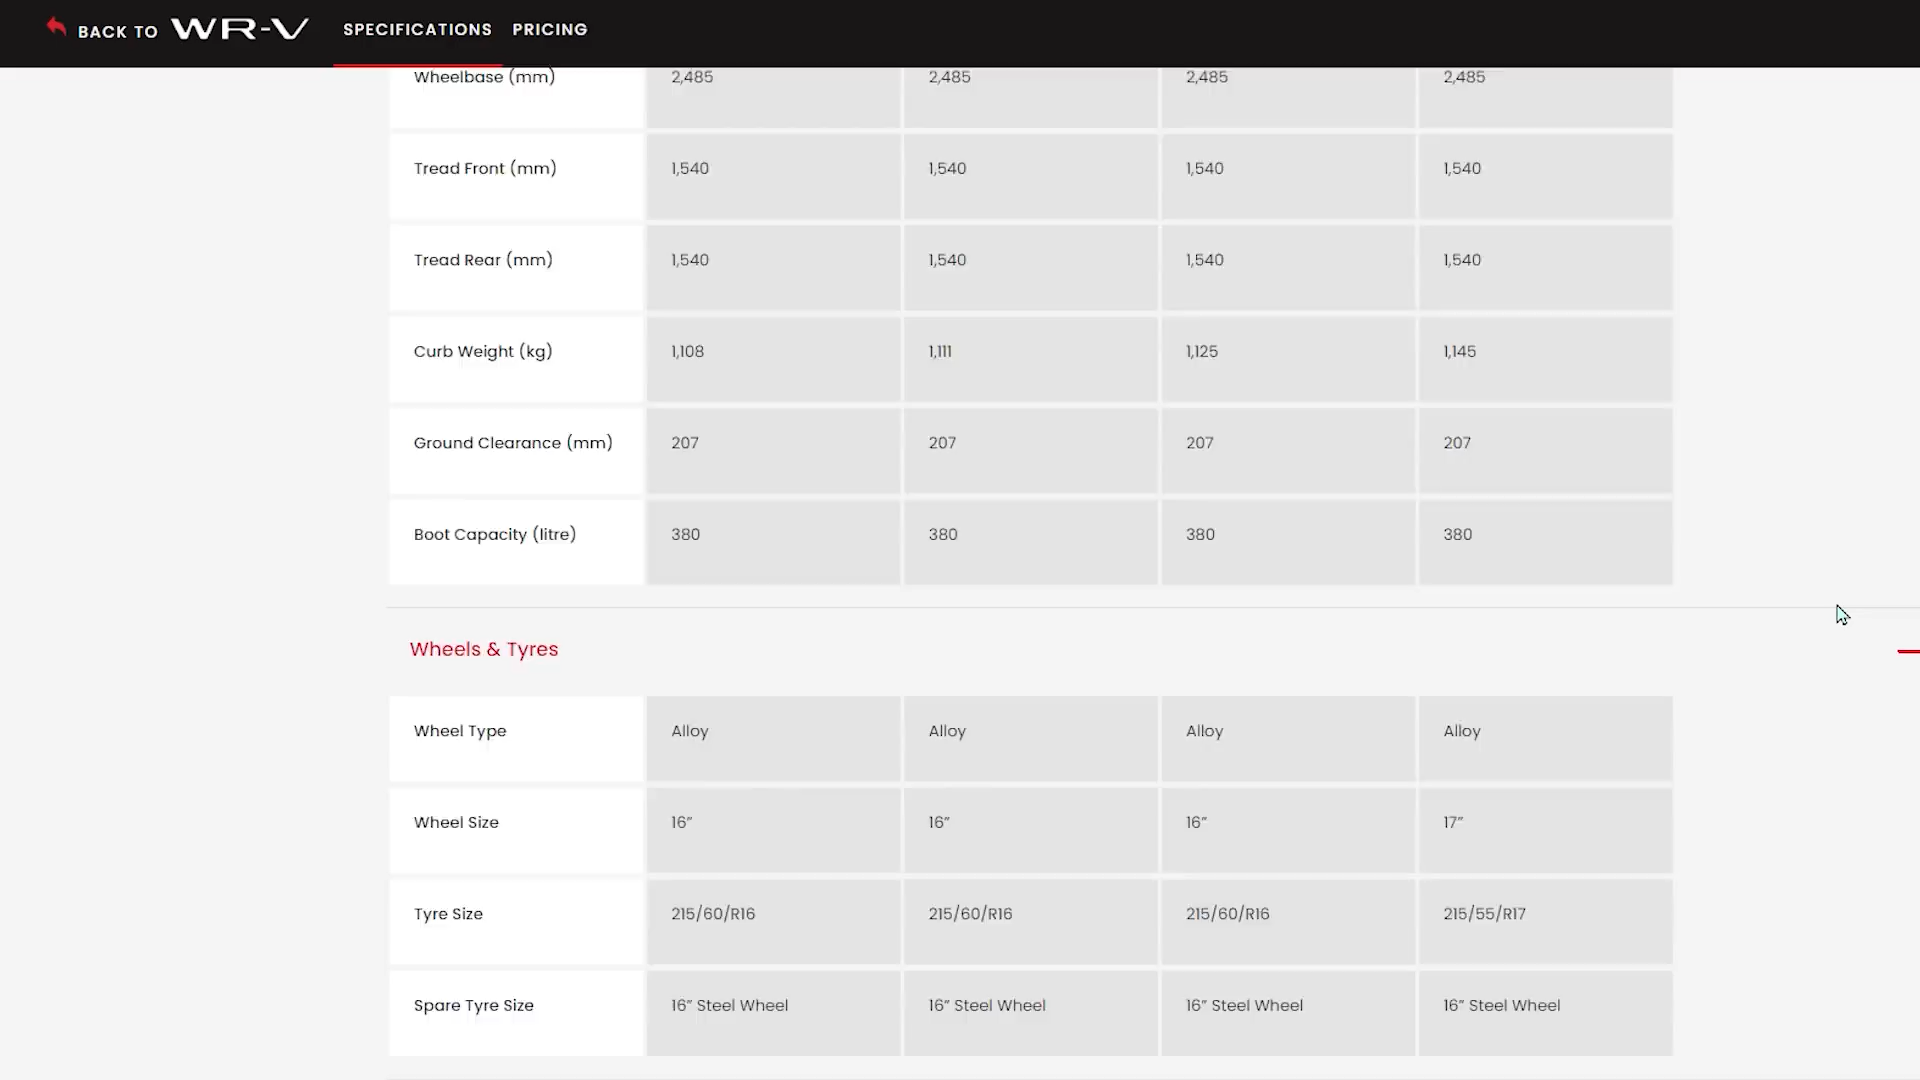 BACK TO WR-V SPECIFICATIONS PRICING
Wheelbase (mm) 2,485 2,485 2,485 2,485
Tread Front (mm) 1,540 1,540 1,540 1,540
Tread Rear (mm) 1,540 1,540 1,540 1,540
Curb Weight (kg) 1,108 1,111 1,125 1,145
Ground Clearance (mm) 207 207 207 207
Boot Capacity (litre) 380 380 380 380
Wheels & Tyres
Wheel Type Alloy Alloy Alloy Alloy
Wheel Size 16” 16” 16” 17”
Tyre Size 215/60/R16 215/60/R16 215/60/R16 215/55/R17
Spare Tyre Size 16” Steel Wheel 16” Steel Wheel 16” Steel Wheel 16” Steel Wheel